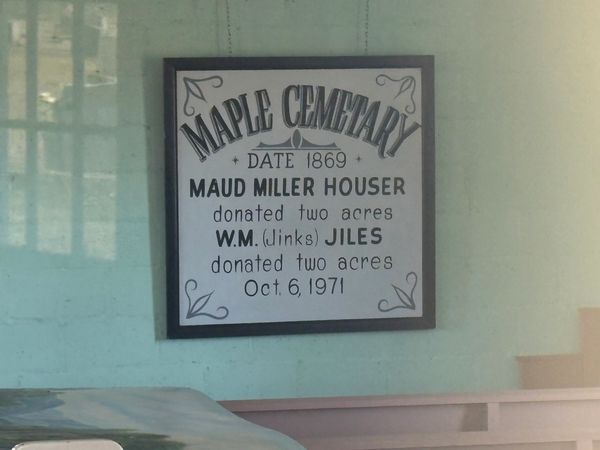 MAPLE CEMETARY
DATE 1869
MAUD MILLER HOUSER
donated two acres
W.M. (Jinks) JILES
donated two acres
Oct. 6, 1971